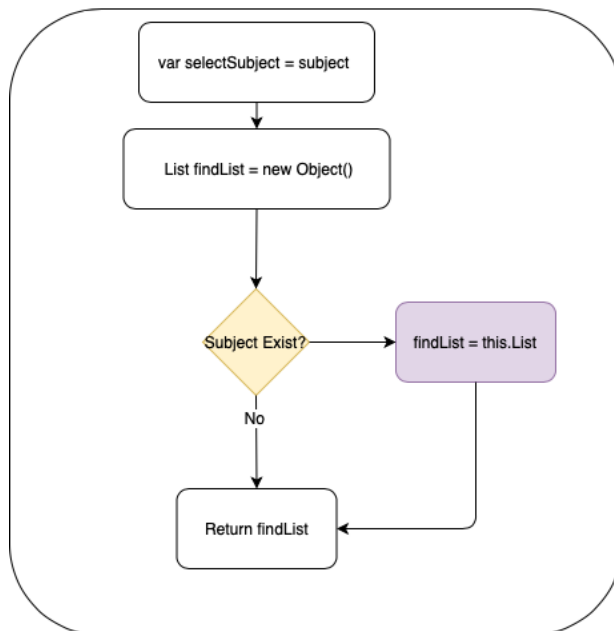 var selectSubject = subject
List findList = new Object()
Subject Exist?
findList = this.List
No
Return findList